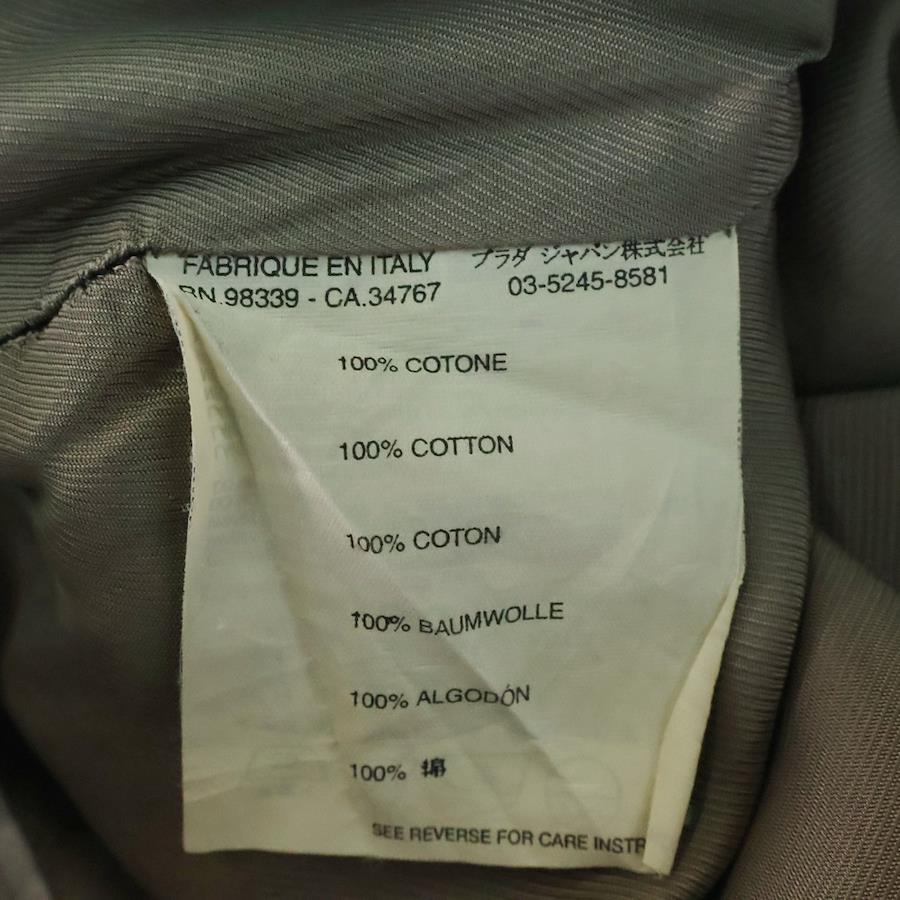 FABRIQUE EN ITALY
RN.98339 - CA.34767
プラダ ジャパン株式会社
03-5245-8581
100% COTONE
100% COTTON
100% COTON
100% BAUMWOLLE
100% ALGODÓN
100% 綿
SEE REVERSE FOR CARE INSTR